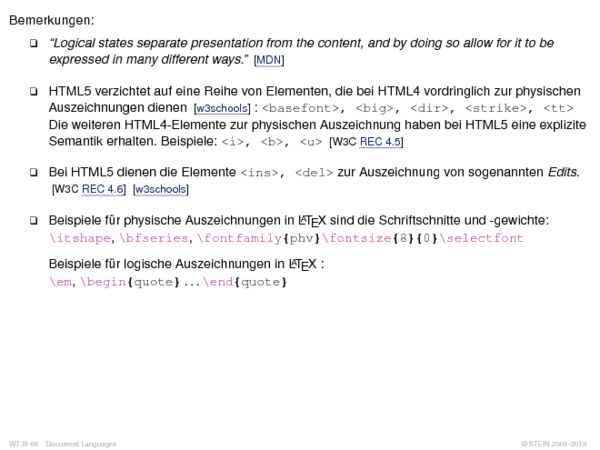 Bemerkungen:
❑ “Logical states separate presentation from the content, and by doing so allow for it to be
expressed in many different ways.” [MDN]
❑ HTML5 verzichtet auf eine Reihe von Elementen, die bei HTML4 vordringlich zur physischen
Auszeichnungen dienen [w3schools] : <basefont>, <big>, <dir>, <strike>, <tt>
Die weiteren HTML4-Elemente zur physischen Auszeichnung haben bei HTML5 eine explizite
Semantik erhalten. Beispiele: <i>, <b>, <u> [W3C REC 4.5]
❑ Bei HTML5 dienen die Elemente <ins>, <del> zur Auszeichnung von sogenannten Edits.
[W3C REC 4.6] [w3schools]
❑ Beispiele für physische Auszeichnungen in LATEX sind die Schriftschnitte und -gewichte:
\itshape, \bfseries, \fontfamily{phv}\fontsize{8}{0}\selectfont
Beispiele für logische Auszeichnungen in LATEX :
\em, \begin{quote} ...\end{quote}
WT:III-66 Document Languages © STEIN 2005-2018